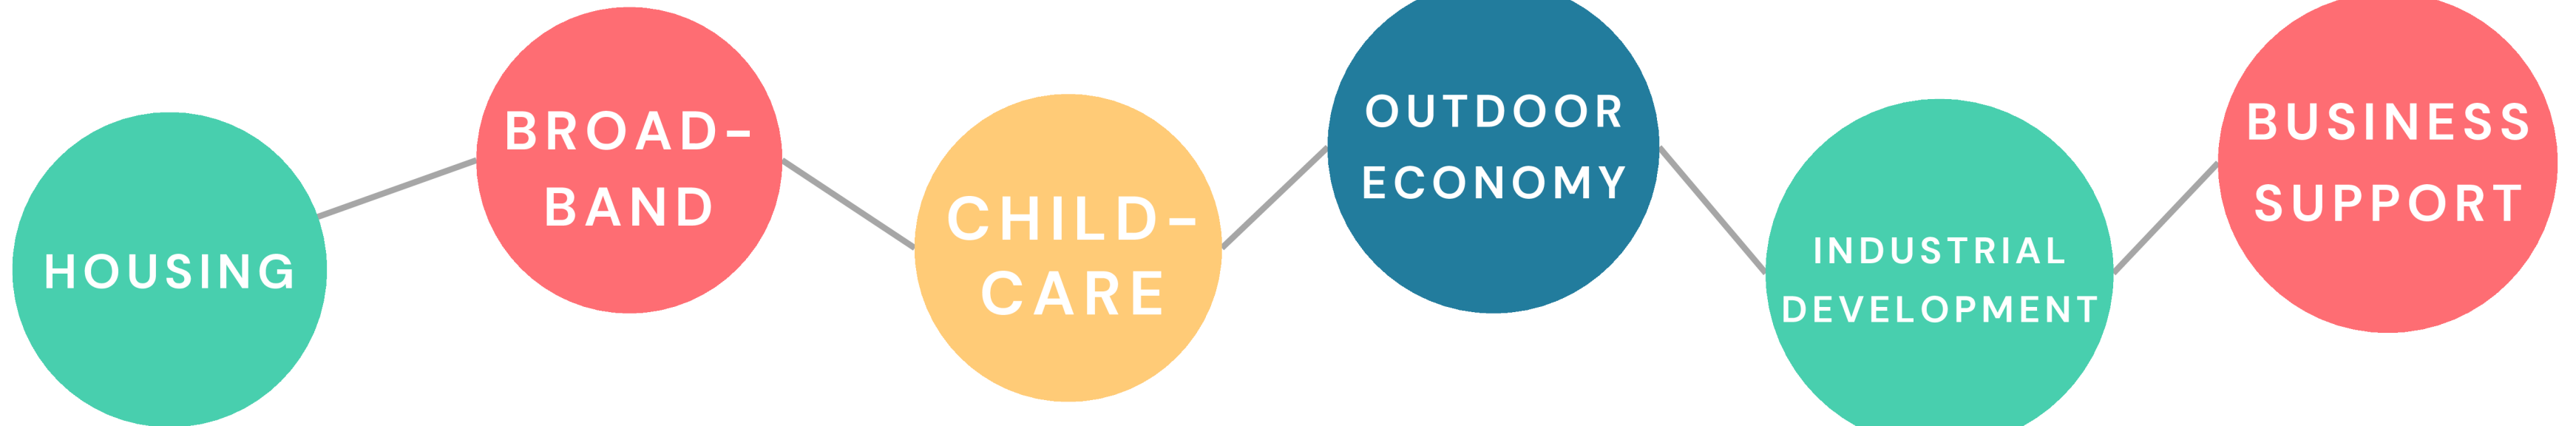 HOUSING
BROAD-
BAND
CHILD-
CARE
OUTDOOR
ECONOMY
INDUSTRIAL
DEVELOPMENT
BUSINESS
SUPPORT